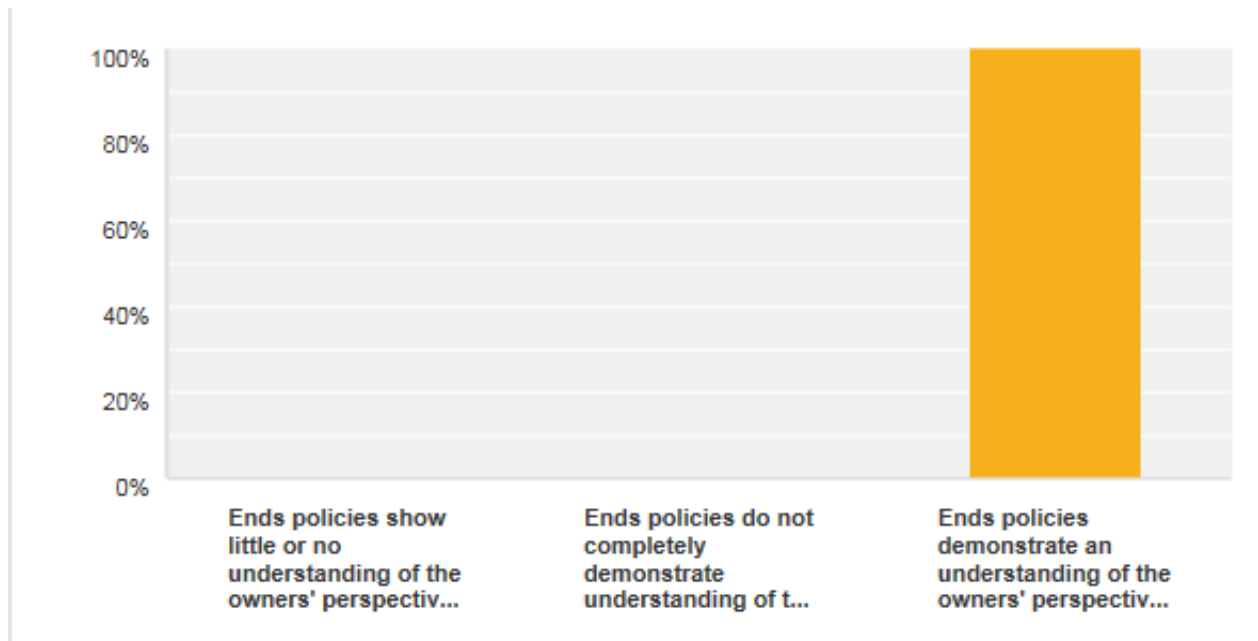 100%
80%
60%
40%
20%
0%
Ends policies show
little or no
understanding of the
owners' perspectiv...
Ends policies do not
completely
demonstrate
understanding of t...
Ends policies
demonstrate an
understanding of the
owners' perspectiv...